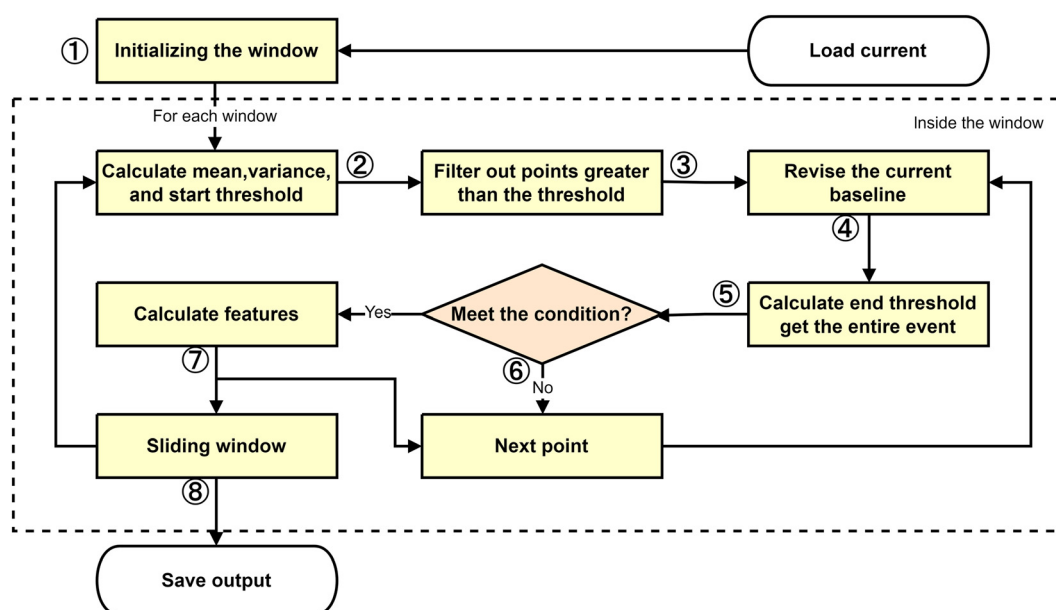 ①
Initializing the window
Load current
For each window
Inside the window
Calculate mean,variance,
and start threshold
②
Filter out points greater
than the threshold
③
Revise the current
baseline
④
Calculate features
Yes
Meet the condition?
⑤
Calculate end threshold
get the entire event
⑦
⑥
No
Sliding window
Next point
⑧
Save output